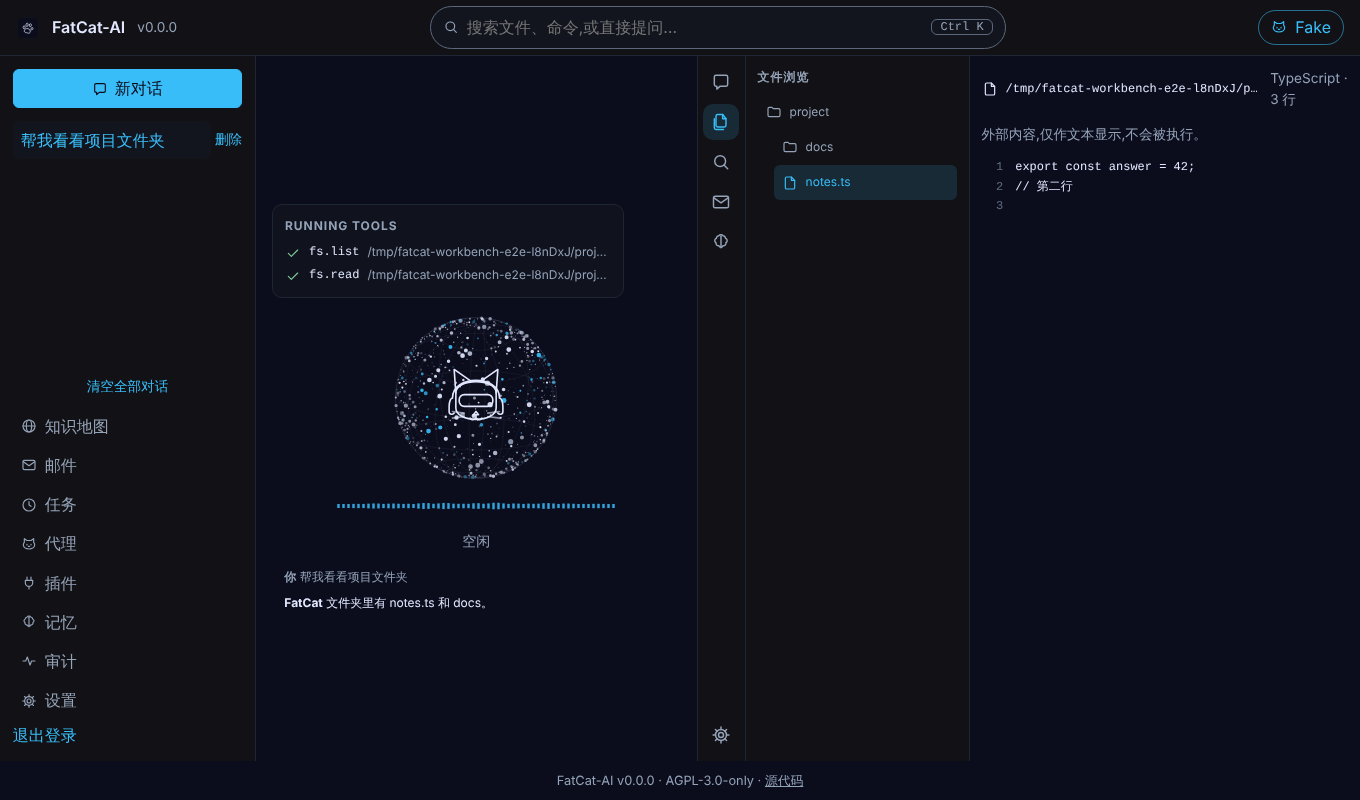 FatCat-AI v0.0.0
搜索文件、命令,或直接提问...
Ctrl K
Fake
新对话
帮我看看项目文件夹 删除
清空全部对话
知识地图
邮件
任务
代理
插件
记忆
审计
设置
退出登录
RUNNING TOOLS
fs.list /tmp/fatcat-workbench-e2e-l8nDxJ/proj...
fs.read /tmp/fatcat-workbench-e2e-l8nDxJ/proj...
空闲
你 帮我看看项目文件夹
FatCat 文件夹里有 notes.ts 和 docs。
文件浏览
project
docs
notes.ts
/tmp/fatcat-workbench-e2e-l8nDxJ/p…
TypeScript ·
3 行
外部内容,仅作文本显示,不会被执行。
1 export const answer = 42;
2 // 第二行
3
FatCat-AI v0.0.0 · AGPL-3.0-only · 源代码